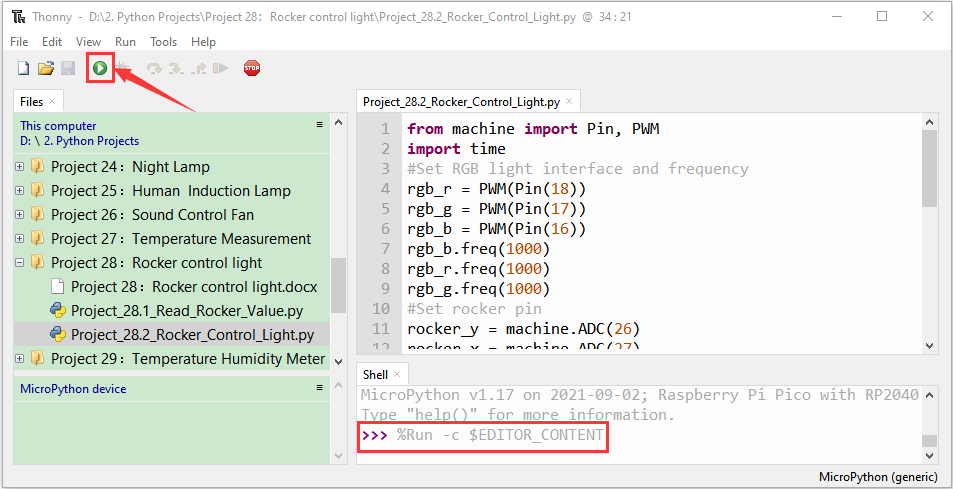 Thonny - D:\2. Python Projects\Project 28：Rocker control light\Project_28.2_Rocker_Control_Light.py @ 34 : 21
File Edit View Run Tools Help
STOP
Files ×
This computer
D: \ 2. Python Projects
Project 24：Night Lamp
Project 25：Human Induction Lamp
Project 26：Sound Control Fan
Project 27：Temperature Measurement
Project 28：Rocker control light
Project 28：Rocker control light.docx
Project_28.1_Read_Rocker_Value.py
Project_28.2_Rocker_Control_Light.py
Project 29：Temperature Humidity Meter
MicroPython device
Project_28.2_Rocker_Control_Light.py ×
1 from machine import Pin, PWM
2 import time
3 #Set RGB light interface and frequency
4 rgb_r = PWM(Pin(18))
5 rgb_g = PWM(Pin(17))
6 rgb_b = PWM(Pin(16))
7 rgb_b.freq(1000)
8 rgb_r.freq(1000)
9 rgb_g.freq(1000)
10 #Set rocker pin
11 rocker_y = machine.ADC(26)
12 rocker_x = machine.ADC(27)
Shell ×
MicroPython v1.17 on 2021-09-02; Raspberry Pi Pico with RP2040
Type "help()" for more information.
>>> %Run -c $EDITOR_CONTENT
MicroPython (generic)